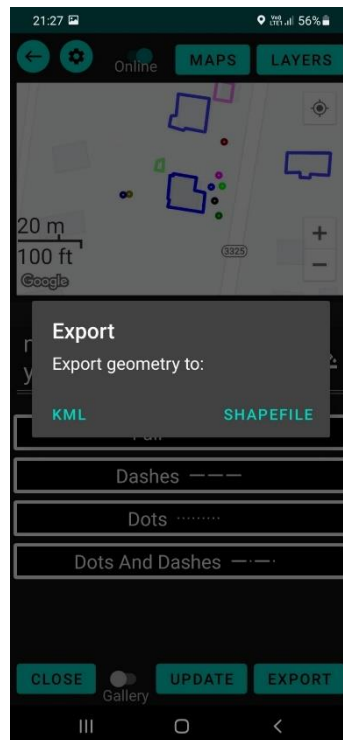 21:27 56%
Online MAPS LAYERS
20 m
100 ft
3325
Google
Export
Export geometry to:
KML SHAPEFILE
Full
Dashes
Dots
Dots And Dashes
CLOSE Gallery UPDATE EXPORT